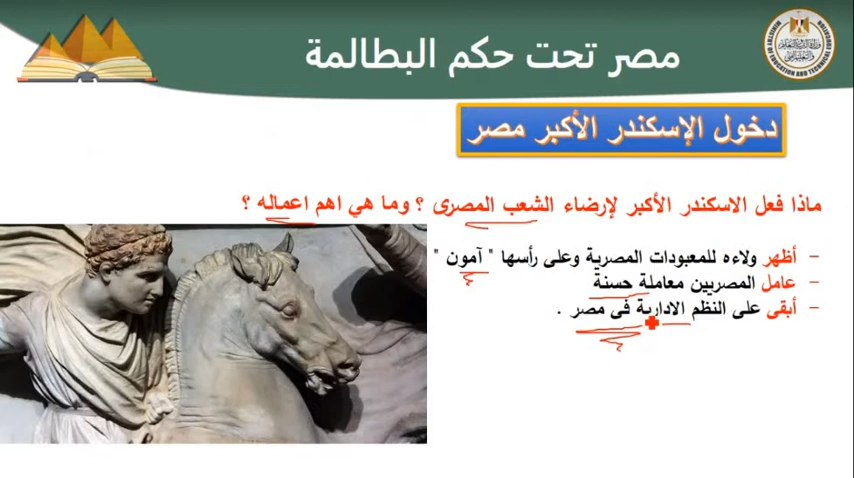 مصر تحت حكم البطالمة
دخول الإسكندر الأكبر مصر
ماذا فعل الاسكندر الأكبر لإرضاء الشعب المصرى ؟ وما هي اهم اعماله ؟
- أظهر ولاءه للمعبودات المصرية وعلى رأسها " آمون "
- عامل المصريين معاملة حسنة
- أبقى على النظم الادارية فى مصر .